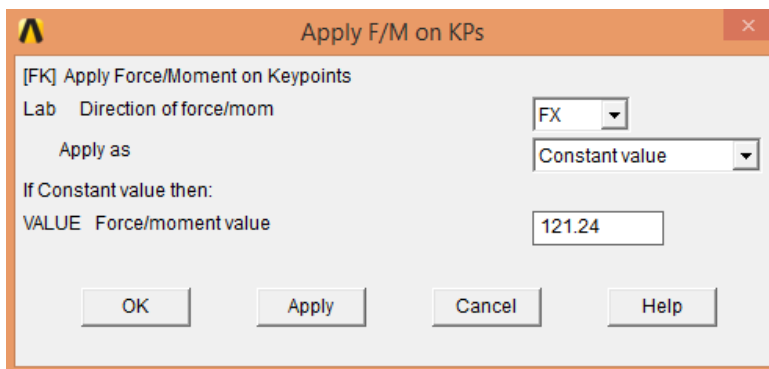 Apply F/M on KPs
[FK] Apply Force/Moment on Keypoints
Lab Direction of force/mom FX
Apply as Constant value
If Constant value then:
VALUE Force/moment value 121.24
OK Apply Cancel Help